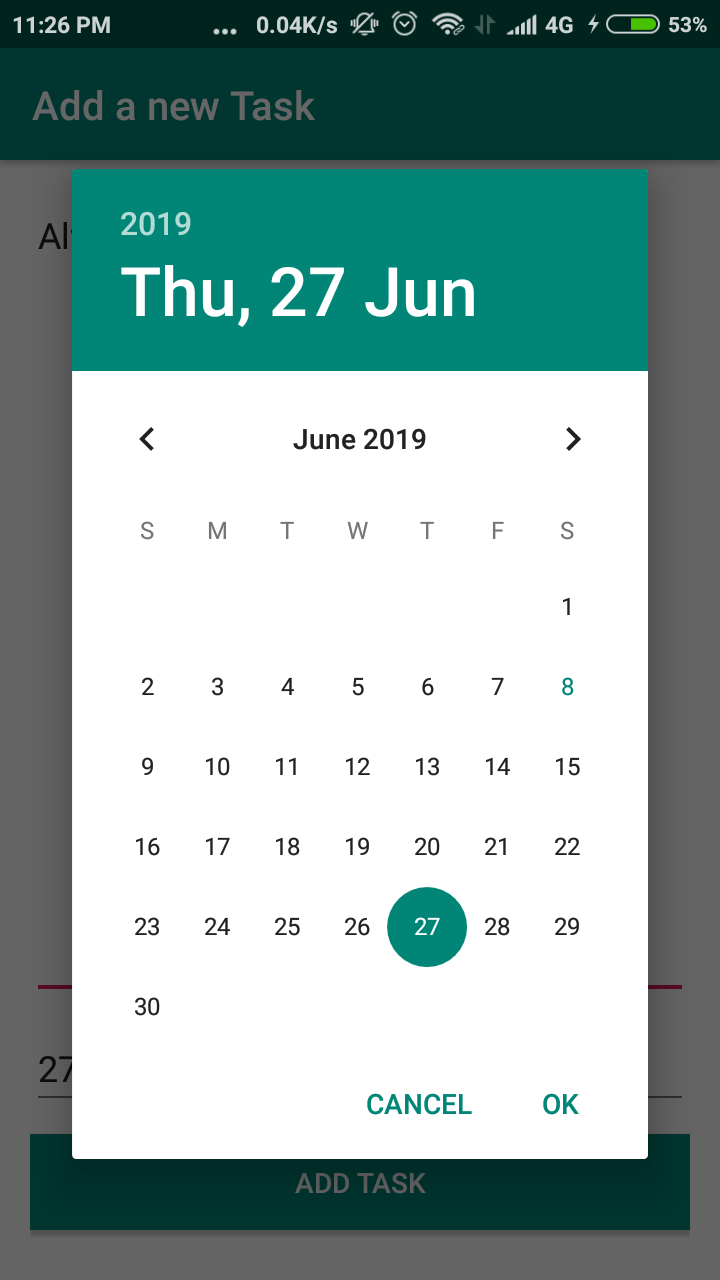 11:26 PM ... 0.04K/s 4G 53%
Add a new Task
2019
Thu, 27 Jun
June 2019
S M T W T F S
1
2 3 4 5 6 7 8
9 10 11 12 13 14 15
16 17 18 19 20 21 22
23 24 25 26 27 28 29
30
27
CANCEL OK
ADD TASK